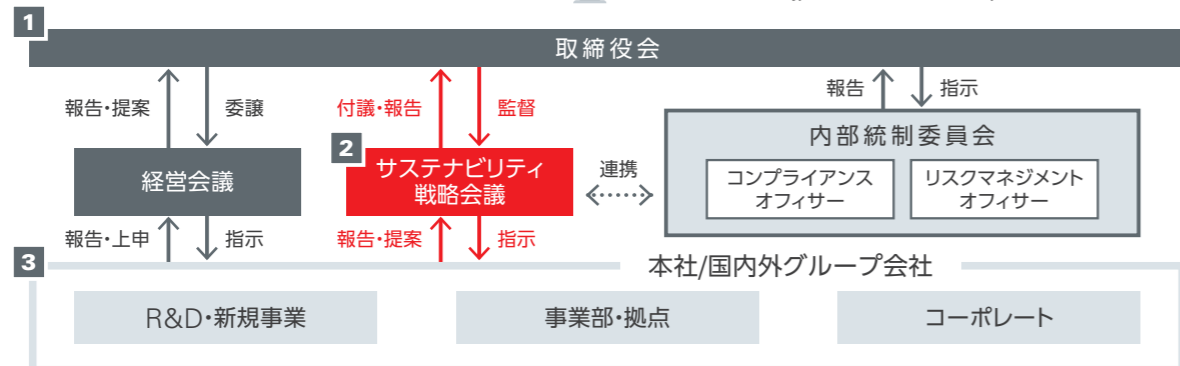 1
取締役会
報告・提案
委譲
付議・報告
監督
報告
指示
2
経営会議
サステナビリティ
戦略会議
連携
内部統制委員会
コンプライアンス
オフィサー
リスクマネジメント
オフィサー
報告・上申
指示
報告・提案
指示
3
本社/国内外グループ会社
R&D・新規事業
事業部・拠点
コーポレート